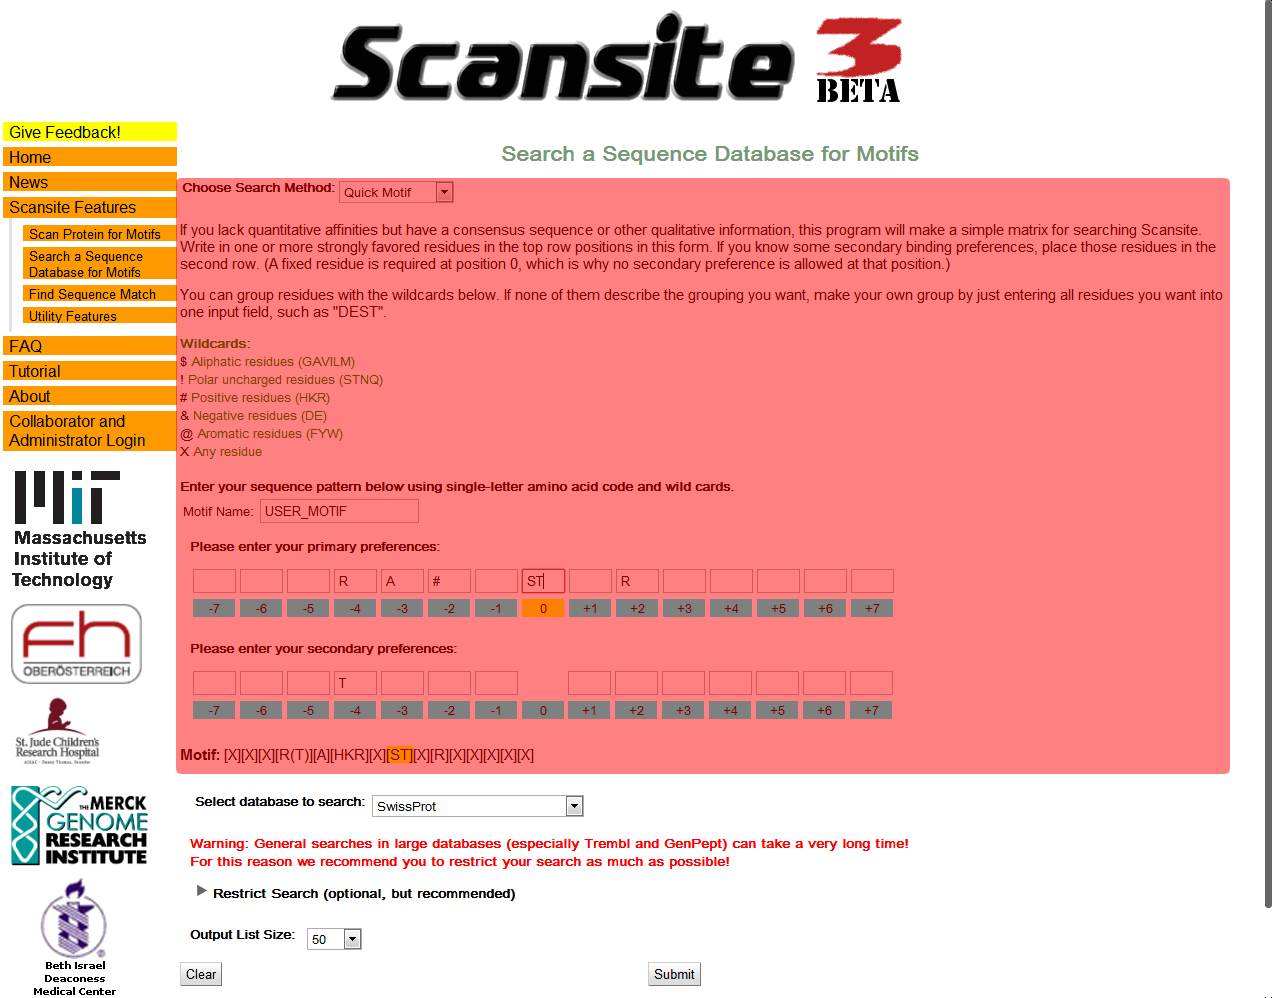 Scansite 3
BETA
Give Feedback!
Home
News
Scansite Features
Scan Protein for Motifs
Search a Sequence
Database for Motifs
Find Sequence Match
Utility Features
FAQ
Tutorial
About
Collaborator and
Administrator Login
Massachusetts
Institute of
Technology
fh
OBERÖSTERREICH
St. Jude Children's
Research Hospital
THE MERCK
GENOME
RESEARCH
INSTITUTE
Beth Israel
Deaconess
Medical Center
Search a Sequence Database for Motifs
Choose Search Method: Quick Motif
If you lack quantitative affinities but have a consensus sequence or other qualitative information, this program will make a simple matrix for searching Scansite.
Write in one or more strongly favored residues in the top row positions in this form. If you know some secondary binding preferences, place those residues in the
second row. (A fixed residue is required at position 0, which is why no secondary preference is allowed at that position.)
You can group residues with the wildcards below. If none of them describe the grouping you want, make your own group by just entering all residues you want into
one input field, such as "DEST".
Wildcards:
$ Aliphatic residues (GAVILM)
! Polar uncharged residues (STNQ)
# Positive residues (HKR)
& Negative residues (DE)
@ Aromatic residues (FYW)
X Any residue
Enter your sequence pattern below using single-letter amino acid code and wild cards.
Motif Name: USER_MOTIF
Please enter your primary preferences:
R A # ST R
-7 -6 -5 -4 -3 -2 -1 0 +1 +2 +3 +4 +5 +6 +7
Please enter your secondary preferences:
T
-7 -6 -5 -4 -3 -2 -1 0 +1 +2 +3 +4 +5 +6 +7
Motif: [X][X][X][R(T)][A][HKR][X][ST][X][R][X][X][X][X][X]
Select database to search: SwissProt
Warning: General searches in large databases (especially Trembl and GenPept) can take a very long time!
For this reason we recommend you to restrict your search as much as possible!
Restrict Search (optional, but recommended)
Output List Size: 50
Clear Submit